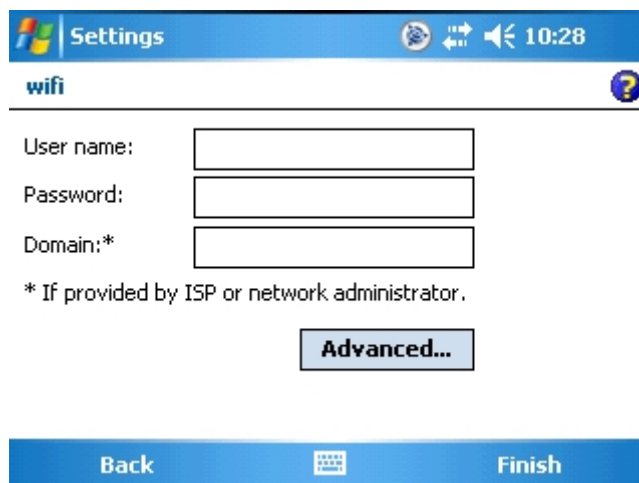 Settings 10:28
wifi
User name:
Password:
Domain:*
* If provided by ISP or network administrator.
Advanced...
Back Finish